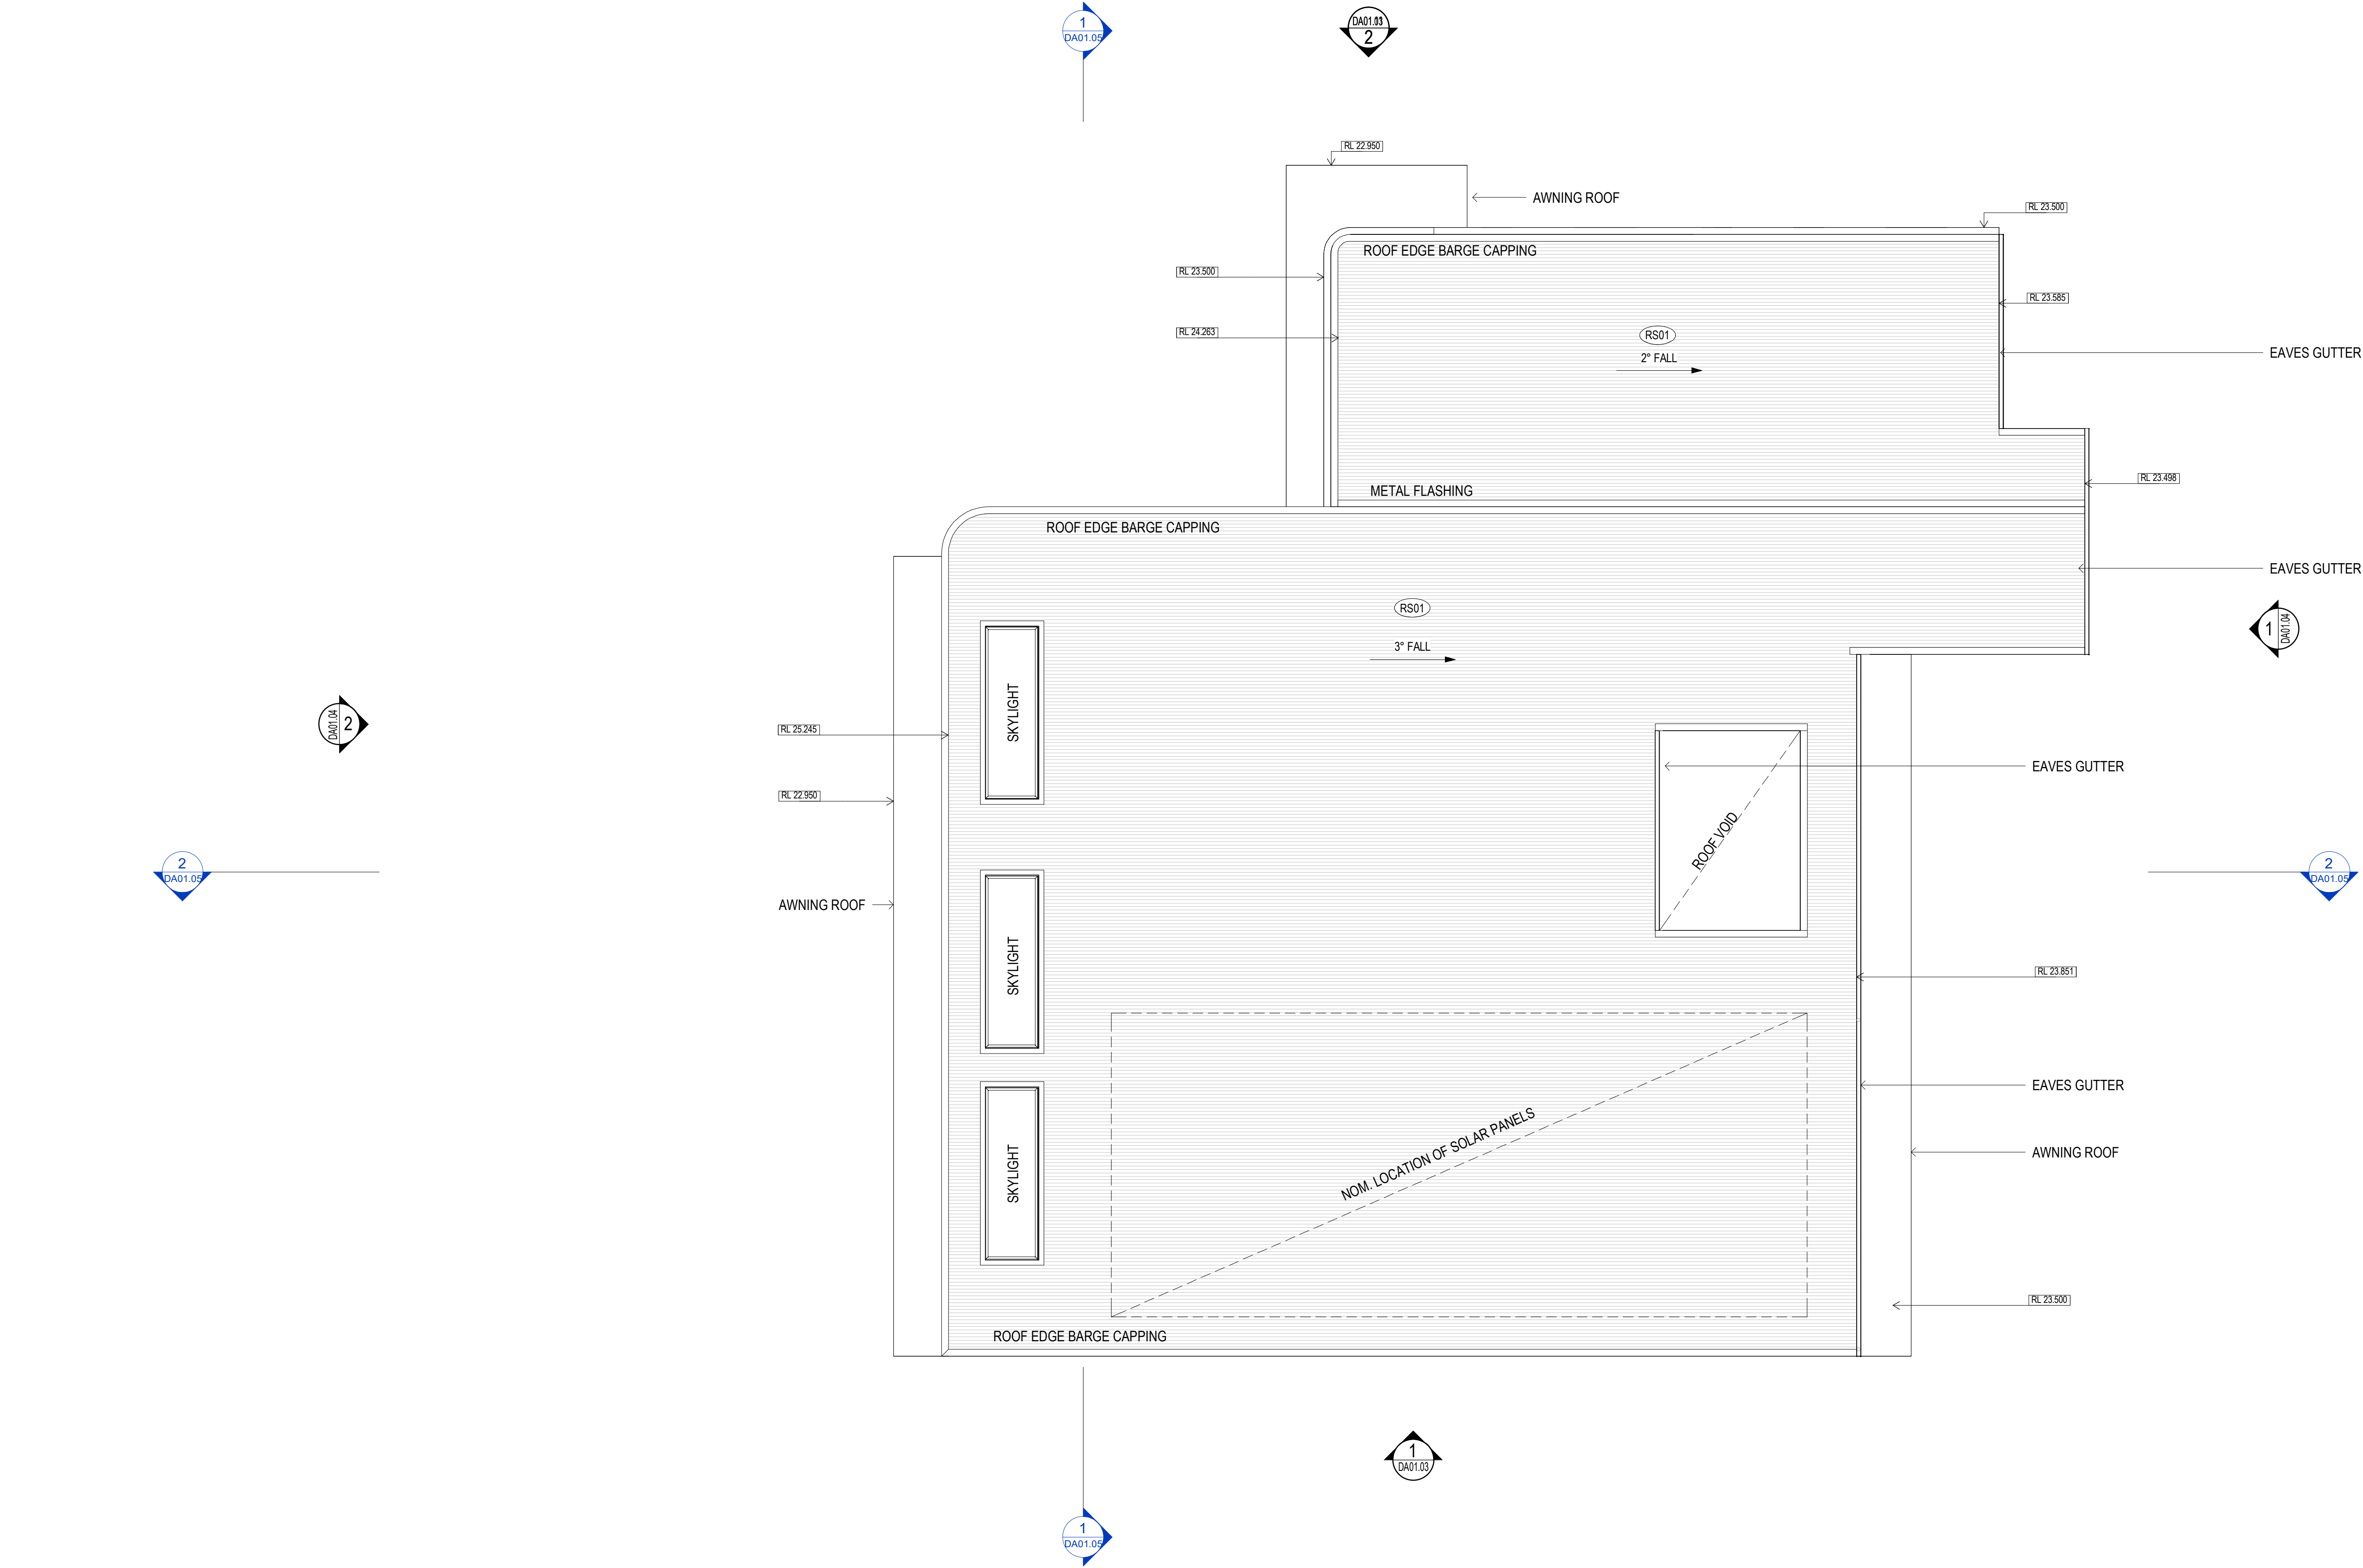 1
DA01.05
DA01.03
2
RL 22.950
AWNING ROOF
RL 23.500
ROOF EDGE BARGE CAPPING
RL 23.500
RL 23.585
RL 24.263
RS01
2° FALL
EAVES GUTTER
RL 23.498
METAL FLASHING
ROOF EDGE BARGE CAPPING
EAVES GUTTER
RS01
3° FALL
1
DA01.04
SKYLIGHT
DA01.04
2
RL 25.245
EAVES GUTTER
RL 22.950
ROOF VOID
2
DA01.05
2
DA01.05
AWNING ROOF
SKYLIGHT
RL 23.851
EAVES GUTTER
NOM. LOCATION OF SOLAR PANELS
AWNING ROOF
SKYLIGHT
RL 23.500
ROOF EDGE BARGE CAPPING
1
DA01.03
1
DA01.05